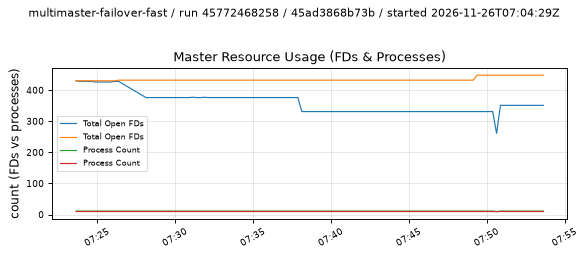 multimaster-failover-fast / run 45772468258 / 45ad3868b73b / started 2026-11-26T07:04:29Z
Master Resource Usage (FDs & Processes)
count (FDs vs processes)
400
300
200
100
0
Total Open FDs
Total Open FDs
Process Count
Process Count
07:25
07:30
07:35
07:40
07:45
07:50
07:55